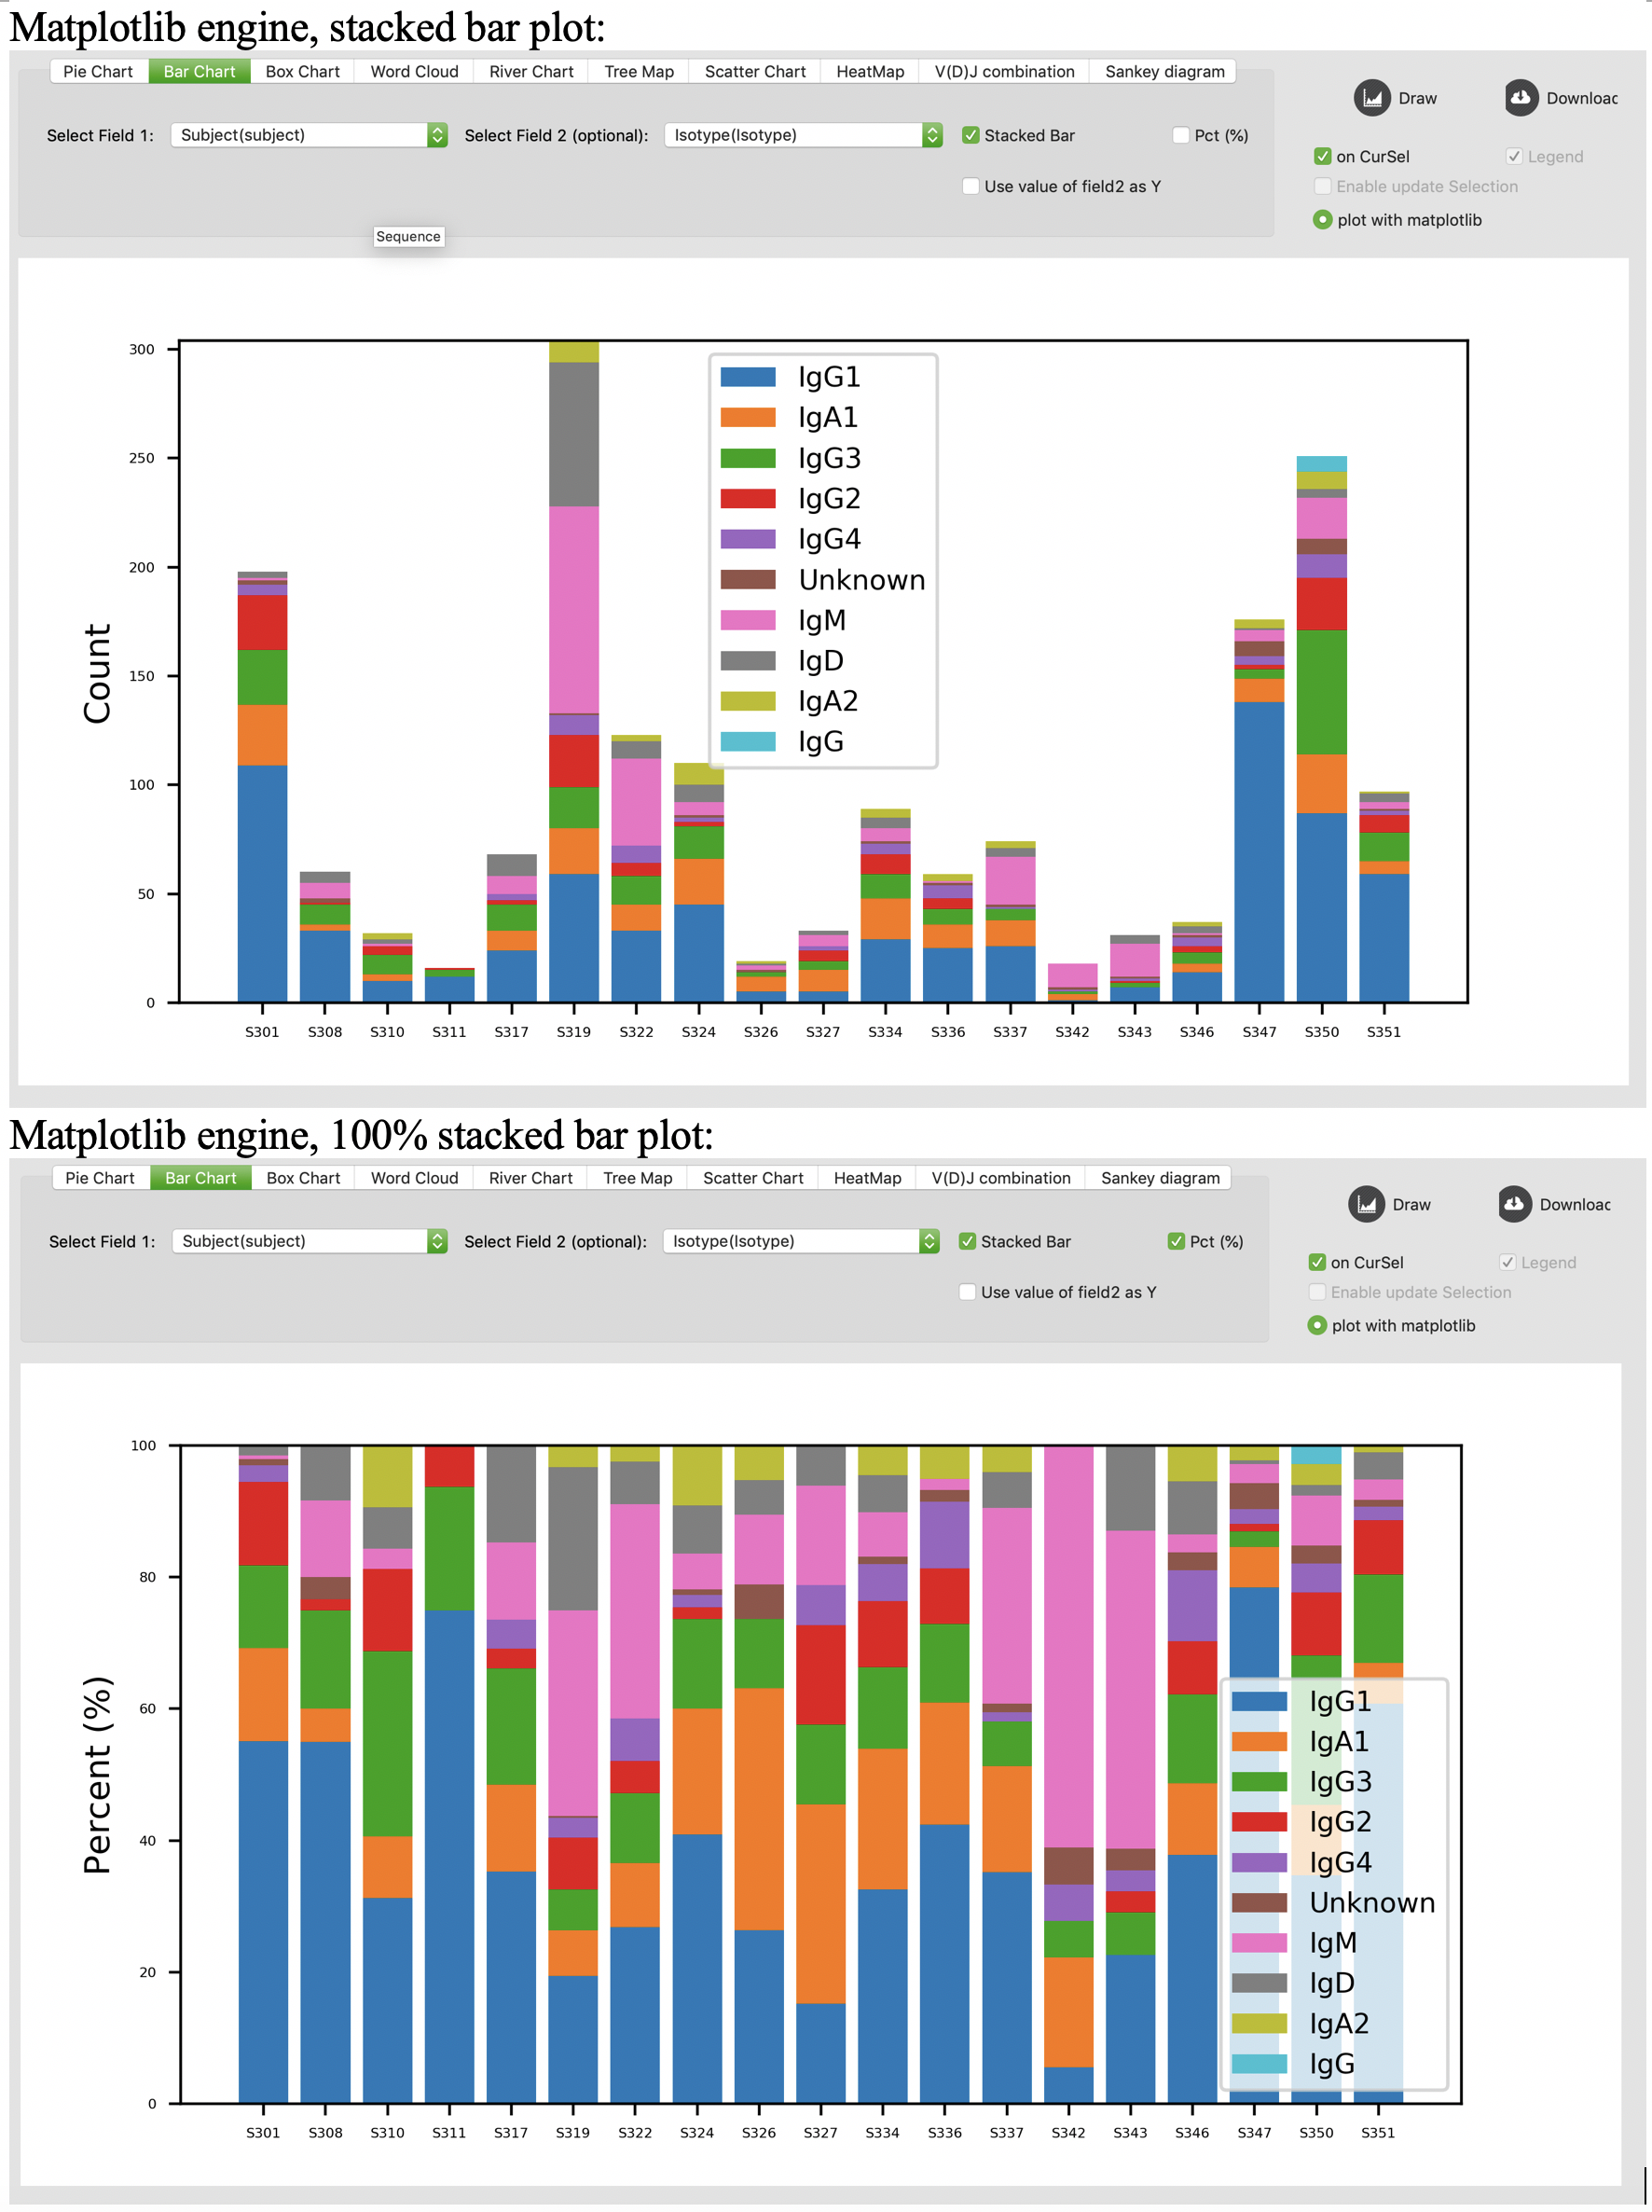 Matplotlib engine, stacked bar plot:
Pie Chart Bar Chart Box Chart Word Cloud River Chart Tree Map Scatter Chart HeatMap V(D)J combination Sankey diagram
Draw Downloac
Select Field 1: Subject(subject) Select Field 2 (optional): Isotype(Isotype) Stacked Bar Pct (%)
on CurSel Legend
Use value of field2 as Y Enable update Selection
plot with matplotlib
Sequence
300
250
200
150
100
50
0
Count
IgG1
IgA1
IgG3
IgG2
IgG4
Unknown
IgM
IgD
IgA2
IgG
S301 S308 S310 S311 S317 S319 S322 S324 S326 S327 S334 S336 S337 S342 S343 S346 S347 S350 S351
Matplotlib engine, 100% stacked bar plot:
Pie Chart Bar Chart Box Chart Word Cloud River Chart Tree Map Scatter Chart HeatMap V(D)J combination Sankey diagram
Draw Downloac
Select Field 1: Subject(subject) Select Field 2 (optional): Isotype(Isotype) Stacked Bar Pct (%)
on CurSel Legend
Use value of field2 as Y Enable update Selection
plot with matplotlib
100
80
60
40
20
0
Percent (%)
IgG1
IgA1
IgG3
IgG2
IgG4
Unknown
IgM
IgD
IgA2
IgG
S301 S308 S310 S311 S317 S319 S322 S324 S326 S327 S334 S336 S337 S342 S343 S346 S347 S350 S351